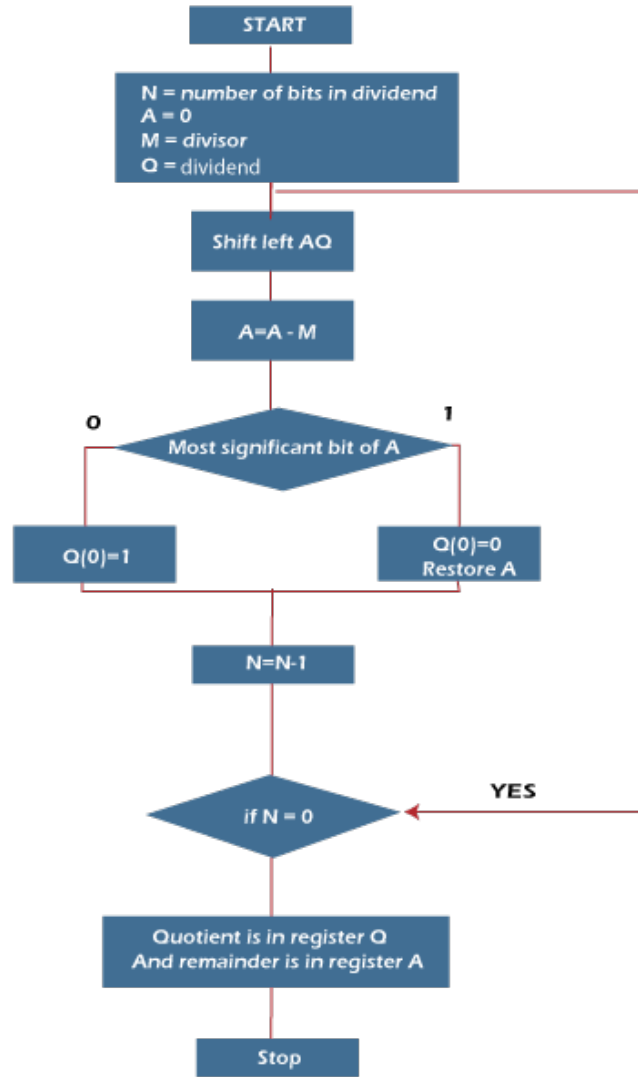 START
N = number of bits in dividend
A = 0
M = divisor
Q = dividend
Shift left AQ
A=A - M
0
1
Most significant bit of A
Q(0)=1
Q(0)=0
Restore A
N=N-1
YES
if N = 0
Quotient is in register Q
And remainder is in register A
Stop